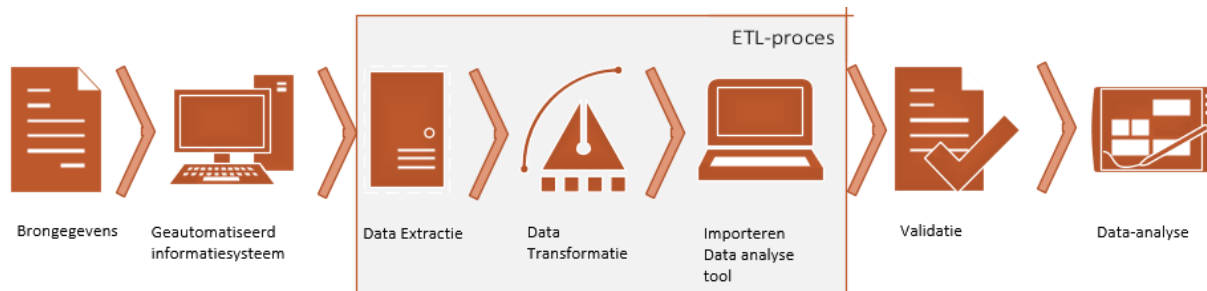 ETL-proces
Brongegevens
Geautomatiseerd
informatiesysteem
Data Extractie
Data
Transformatie
Importeren
Data analyse
tool
Validatie
Data-analyse